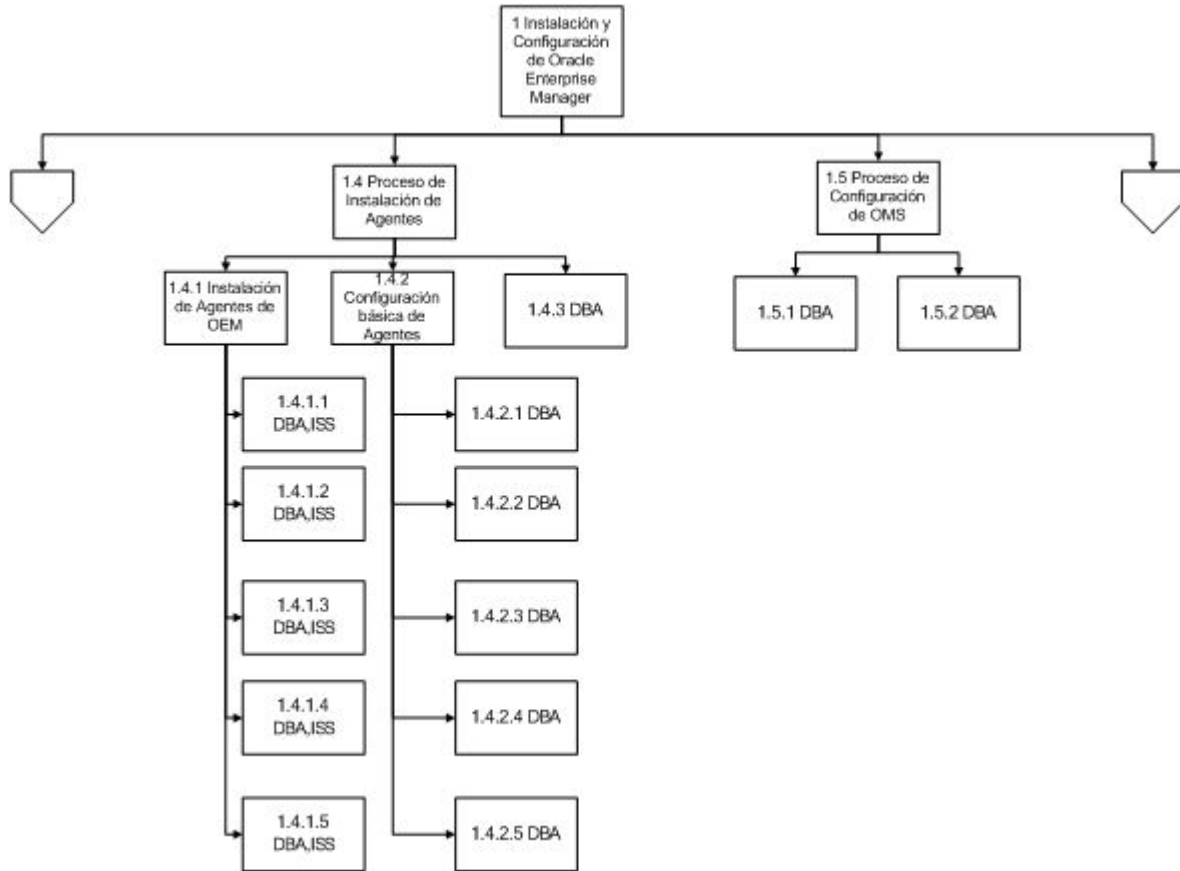 1 Instalación y
Configuración
de Oracle
Enterprise
Manager
1.4 Proceso de
Instalación de
Agentes
1.5 Proceso de
Configuración
de OMS
1.4.1 Instalación
de Agentes de
OEM
1.4.2
Configuración
básica de
Agentes
1.4.3 DBA
1.5.1 DBA
1.5.2 DBA
1.4.1.1
DBA,ISS
1.4.2.1 DBA
1.4.1.2
DBA,ISS
1.4.2.2 DBA
1.4.1.3
DBA,ISS
1.4.2.3 DBA
1.4.1.4
DBA,ISS
1.4.2.4 DBA
1.4.1.5
DBA,ISS
1.4.2.5 DBA